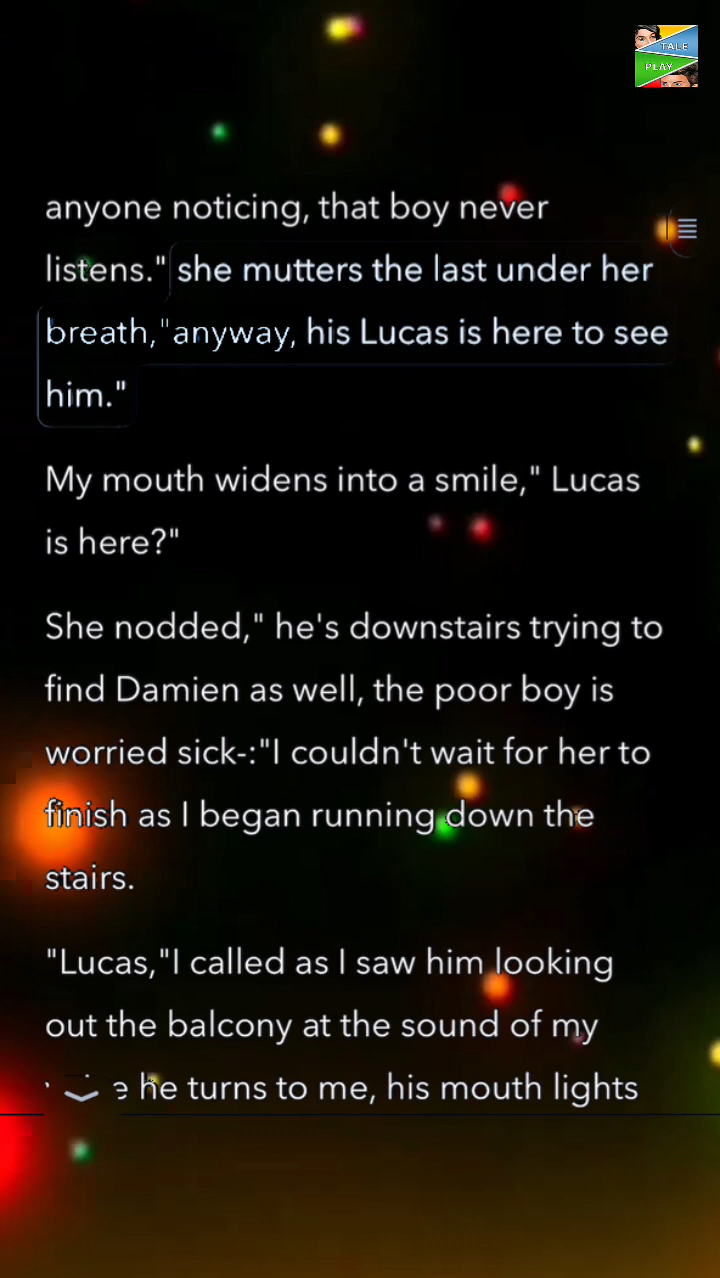 TALE
PLAY
anyone noticing, that boy never
listens." she mutters the last under her
breath,"anyway, his Lucas is here to see
him."
My mouth widens into a smile," Lucas
is here?"
She nodded," he's downstairs trying to
find Damien as well, the poor boy is
worried sick-:"I couldn't wait for her to
finish as I began running down the
stairs.
"Lucas,"I called as I saw him looking
out the balcony at the sound of my
he turns to me, his mouth lights